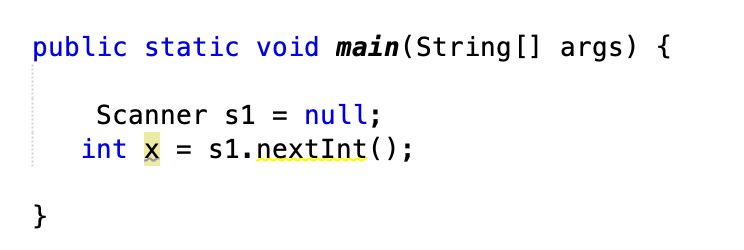 public static void main(String[] args) {
Scanner s1 = null;
int x = s1.nextInt();
}